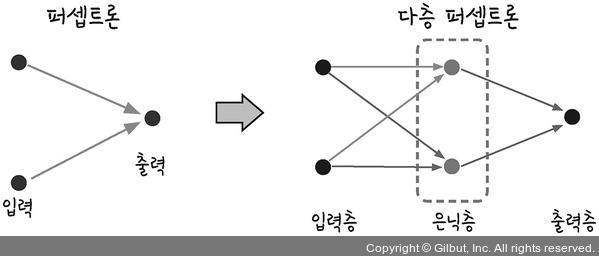 퍼셉트론
다층 퍼셉트론
출력
입력
입력층
은닉층
출력층
Copyright © Gilbut, Inc. All rights reserved.